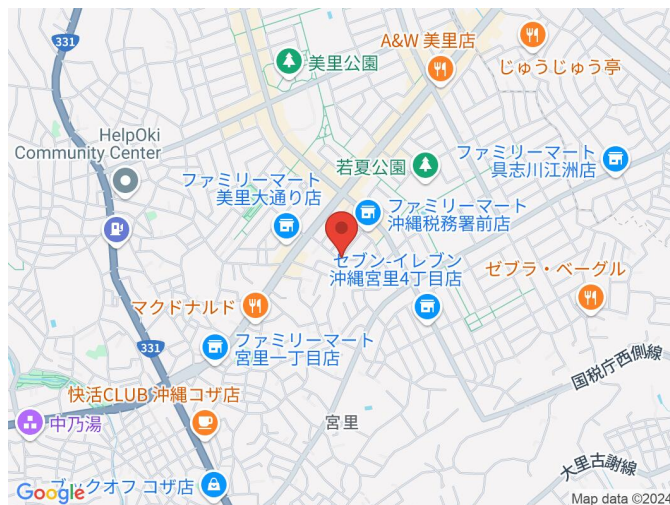 331
A&W 美里店
じゅうじゅう亭
美里公園
HelpOki
Community Center
若夏公園
ファミリーマート
具志川江洲店
ファミリーマート
美里大通り店
ファミリーマート
沖縄税務署前店
セブン-イレブン
沖縄宮里4丁目店
ゼブラ・ベーグル
マクドナルド
331
ファミリーマート
宮里一丁目店
国税庁西側線
快活CLUB 沖縄コザ店
中乃湯
宮里
大里古謝線
ブックオフ コザ店
Google
Map data ©2024